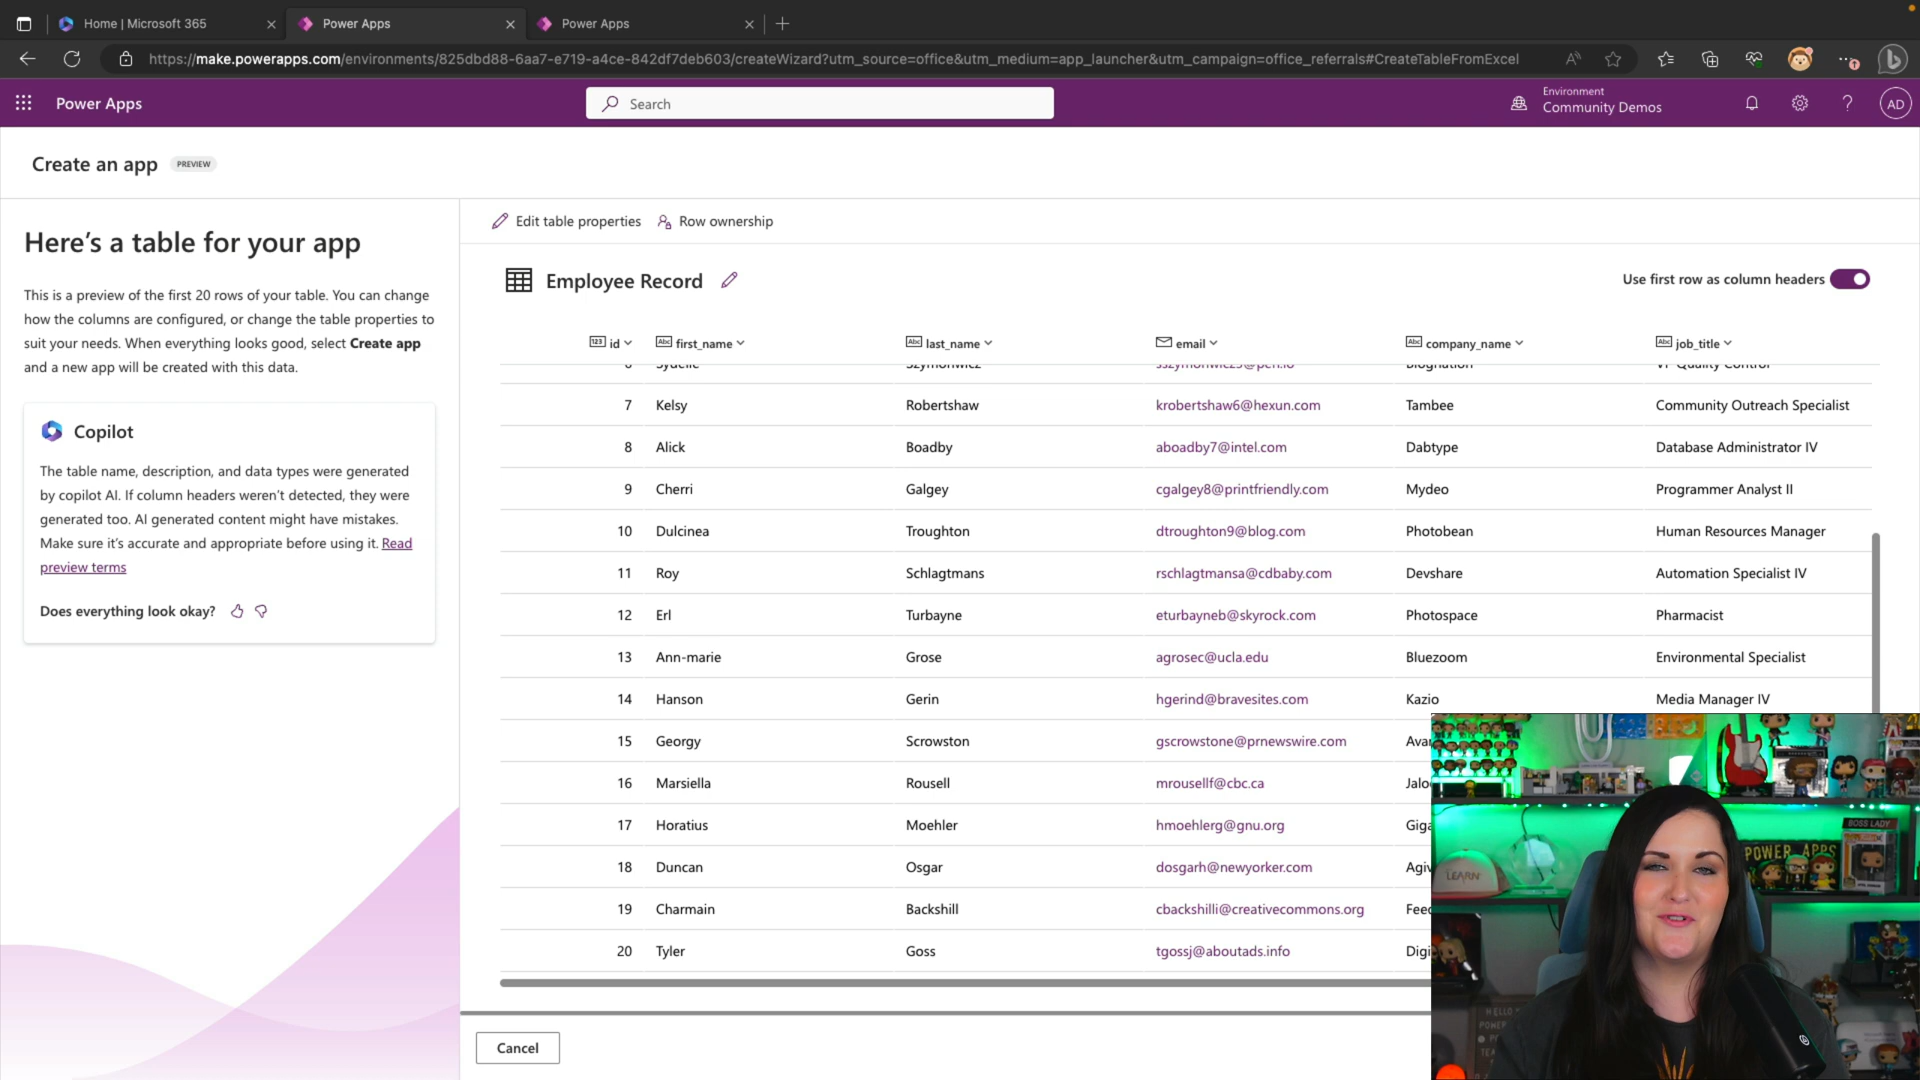 Home | Microsoft 365
Power Apps
Power Apps
https://make.powerapps.com/environments/825dbd88-6aa7-e719-a4ce-842df7deb603/createWizard?utm_source=office&utm_medium=app_launcher&utm_campaign=office_referrals#CreateTableFromExcel
Power Apps
Search
Environment
Community Demos
AD
Create an app PREVIEW
Here's a table for your app
This is a preview of the first 20 rows of your table. You can change
how the columns are configured, or change the table properties to
suit your needs. When everything looks good, select Create app
and a new app will be created with this data.
Copilot
The table name, description, and data types were generated
by copilot AI. If column headers weren't detected, they were
generated too. AI generated content might have mistakes.
Make sure it's accurate and appropriate before using it. Read
preview terms
Does everything look okay?
Edit table properties Row ownership
Employee Record
Use first row as column headers
123 id Abc first_name Abc last_name email Abc company_name Abc job_title
7 Kelsy Robertshaw krobertshaw6@hexun.com Tambee Community Outreach Specialist
8 Alick Boadby aboadby7@intel.com Dabtype Database Administrator IV
9 Cherri Galgey cgalgey8@printfriendly.com Mydeo Programmer Analyst II
10 Dulcinea Troughton dtroughton9@blog.com Photobean Human Resources Manager
11 Roy Schlagtmans rschlagtmansa@cdbaby.com Devshare Automation Specialist IV
12 Erl Turbayne eturbayneb@skyrock.com Photospace Pharmacist
13 Ann-marie Grose agrosec@ucla.edu Bluezoom Environmental Specialist
14 Hanson Gerin hgerind@bravesites.com Kazio Media Manager IV
15 Georgy Scrowston gscrowstone@prnewswire.com Ava
16 Marsiella Rousell mrousellf@cbc.ca Jalo
17 Horatius Moehler hmoehlerg@gnu.org Giga
18 Duncan Osgar dosgarh@newyorker.com Agiv
19 Charmain Backshill cbackshilli@creativecommons.org Feed
20 Tyler Goss tgossj@aboutads.info Digi
Cancel
BOSS LADY
POWER APPS
LEARN